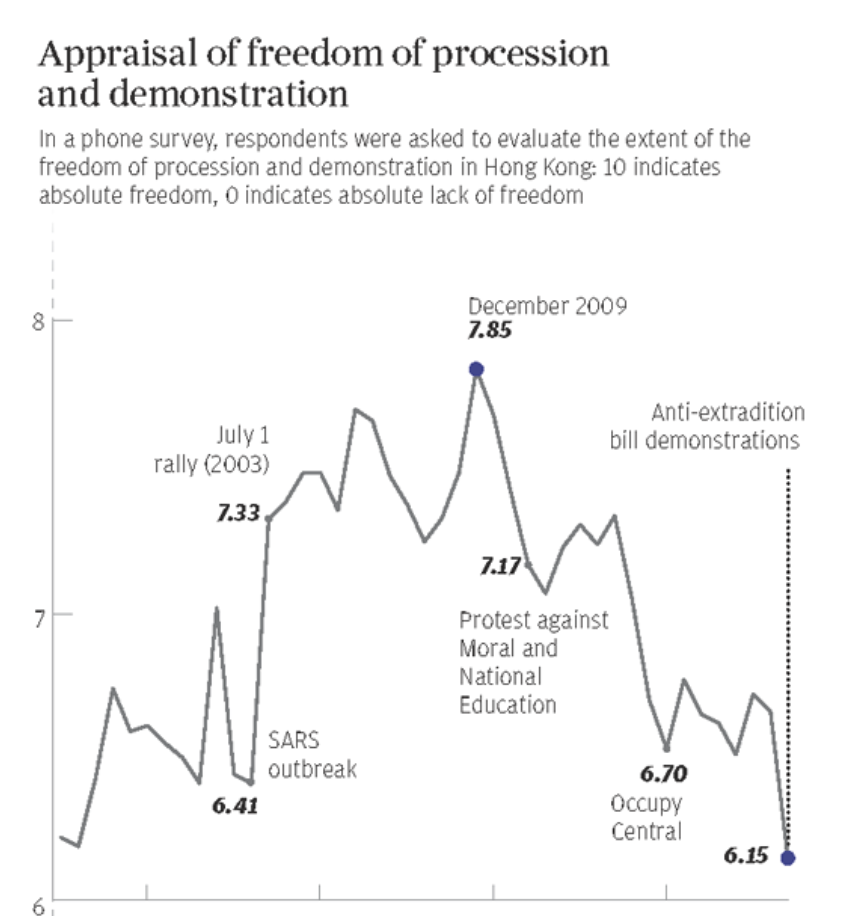 Appraisal of freedom of procession
and demonstration
In a phone survey, respondents were asked to evaluate the extent of the
freedom of procession and demonstration in Hong Kong: 10 indicates
absolute freedom, 0 indicates absolute lack of freedom
December 2009
7.85
8
Anti-extradition
bill demonstrations
July 1
rally (2003)
7.33
7.17
7
Protest against
Moral and
National
Education
SARS
outbreak
6.41
6.70
Occupy
Central
6.15
6